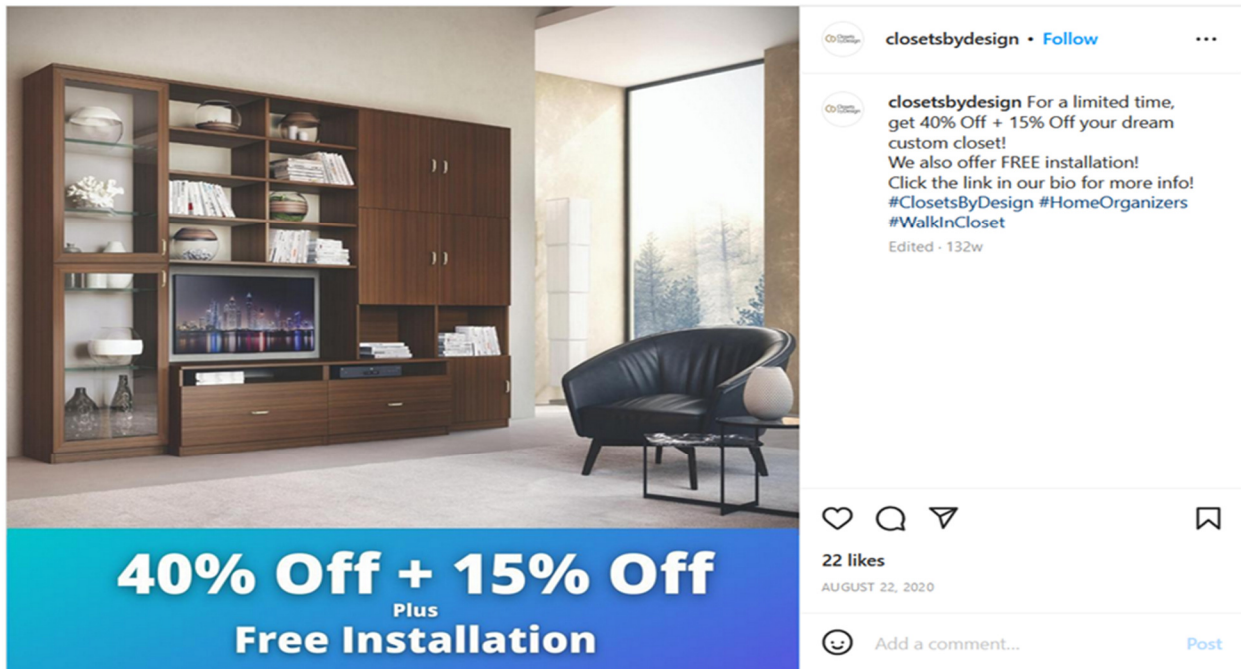 40% Off + 15% Off
Plus
Free Installation
closetsbydesign • Follow
closetsbydesign For a limited time,
get 40% Off + 15% Off your dream
custom closet!
We also offer FREE installation!
Click the link in our bio for more info!
#ClosetsByDesign #HomeOrganizers
#WalkInCloset
Edited · 132w
22 likes
AUGUST 22, 2020
Add a comment...
Post